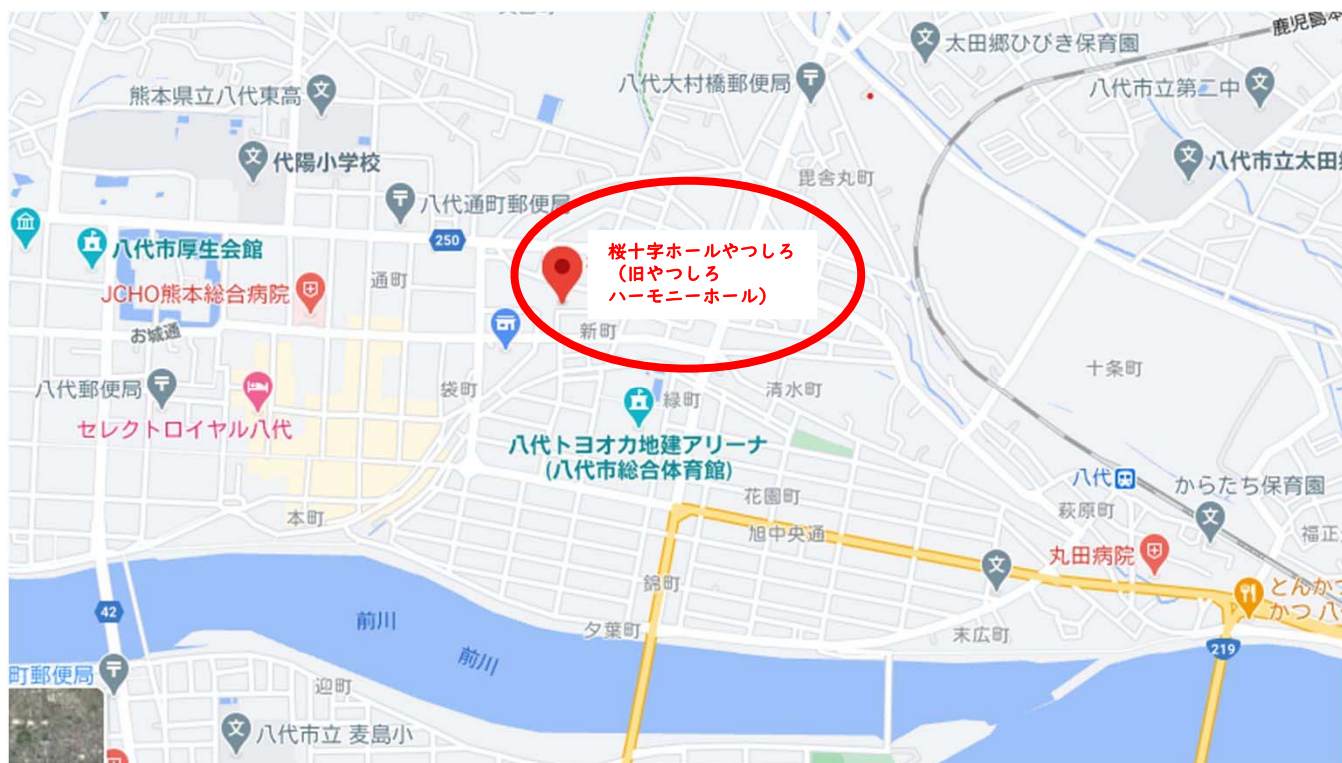 鹿児島本
太田郷ひびき保育園
八代大村橋郵便局
八代市立第二中
熊本県立八代東高
代陽小学校
八代市立太田郷
昆舎丸町
八代通町郵便局
250
八代市厚生会館
桜十字ホールやつしろ
(旧やつしろ
ハーモニーホール)
通町
JCHO熊本総合病院
お城通
新町
十条町
八代郵便局
袋町
清水町
緑町
セレクトロイヤル八代
八代トヨオカ地建アリーナ
(八代市総合体育館)
八代
からたち保育園
花園町
萩原町
本町
旭中央通
福正
丸田病院
錦町
とんかつ
かつ 八
42
前川
夕葉町
末広町
219
前川
町郵便局
迎町
八代市立 麦島小